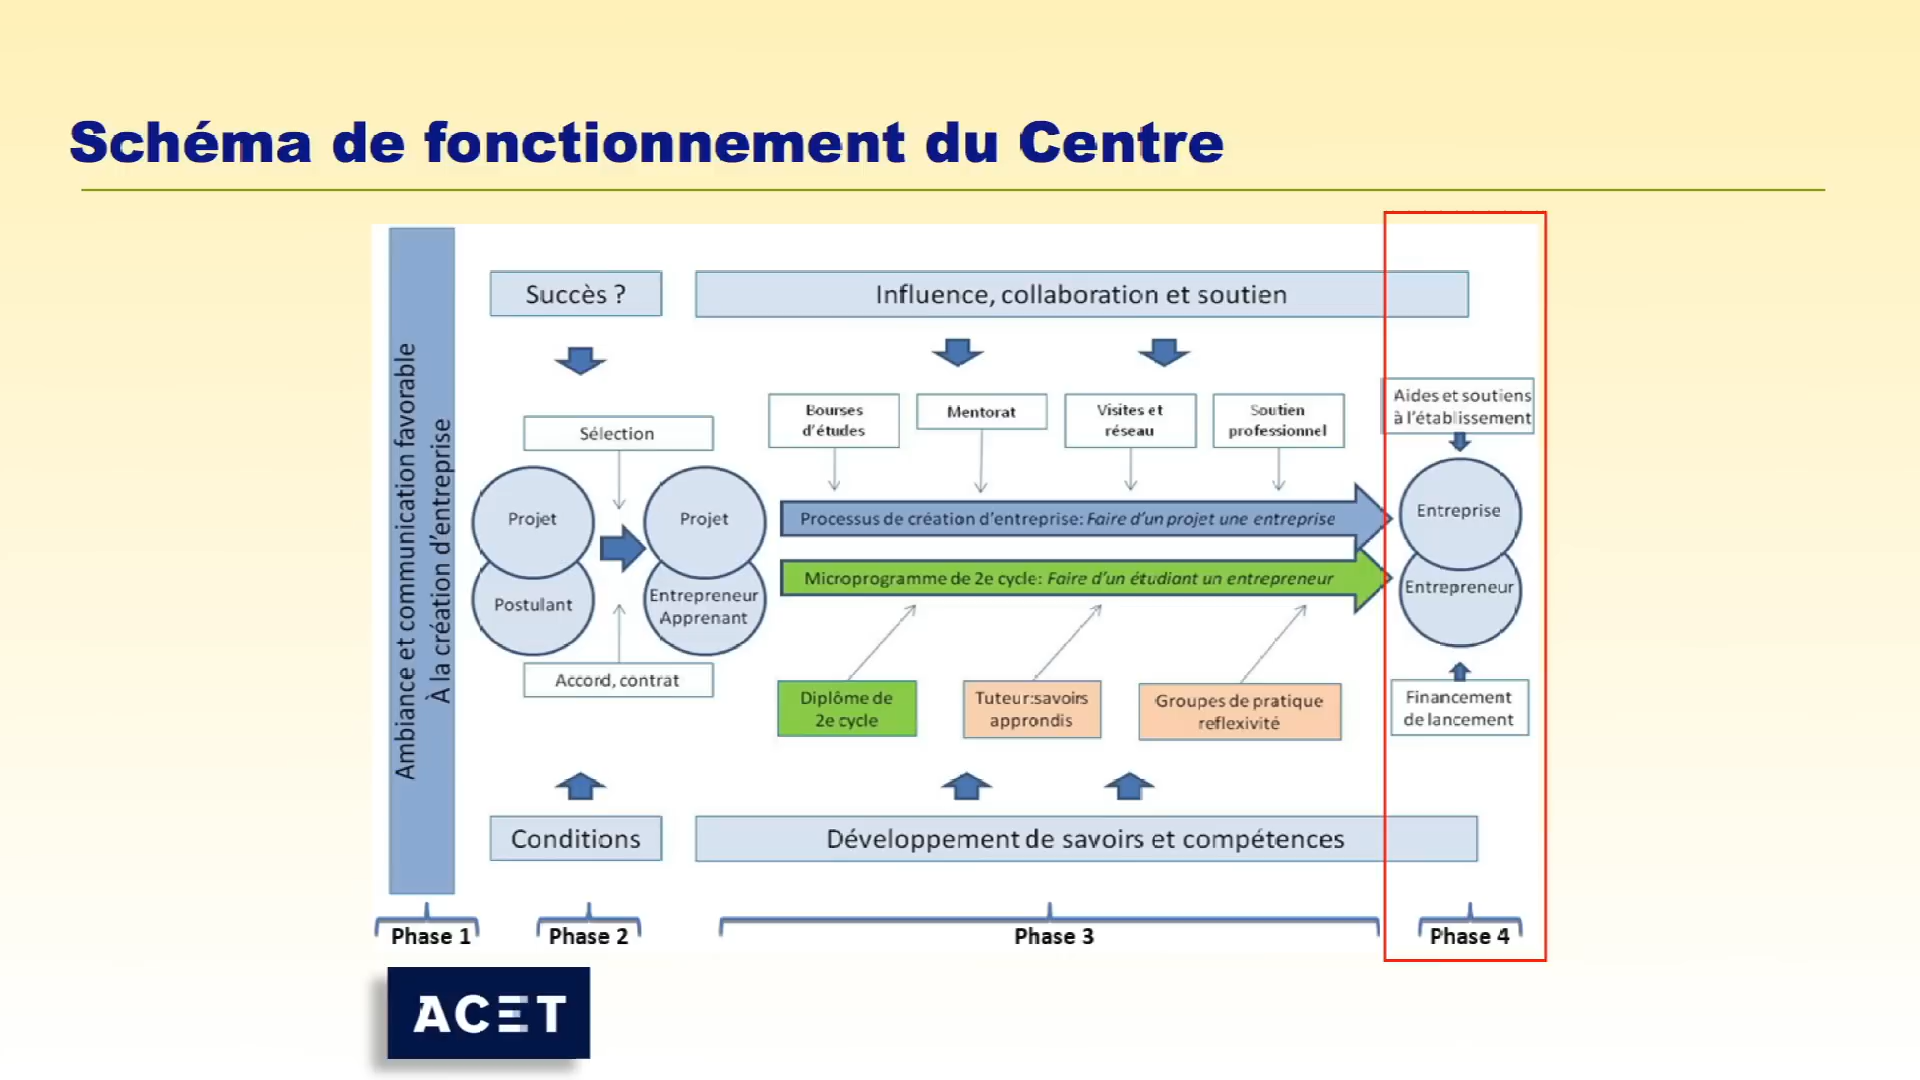 Schéma de fonctionnement du Centre
Ambiance et communication favorable
À la création d'entreprise
Succès ?
Influence, collaboration et soutien
Sélection
Bourses
d'études
Mentorat
Visites et
réseau
Soutien
professionnel
Aides et soutiens
à l'établissement
Projet
Postulant
Projet
Entrepreneur
Apprenant
Processus de création d'entreprise: Faire d'un projet une entreprise
Microprogramme de 2e cycle: Faire d'un étudiant un entrepreneur
Entreprise
Entrepreneur
Accord, contrat
Diplôme de
2e cycle
Tuteur:savoirs
approndis
Groupes de pratique
reflexivité
Financement
de lancement
Conditions
Développement de savoirs et compétences
Phase 1
Phase 2
Phase 3
Phase 4
ACET